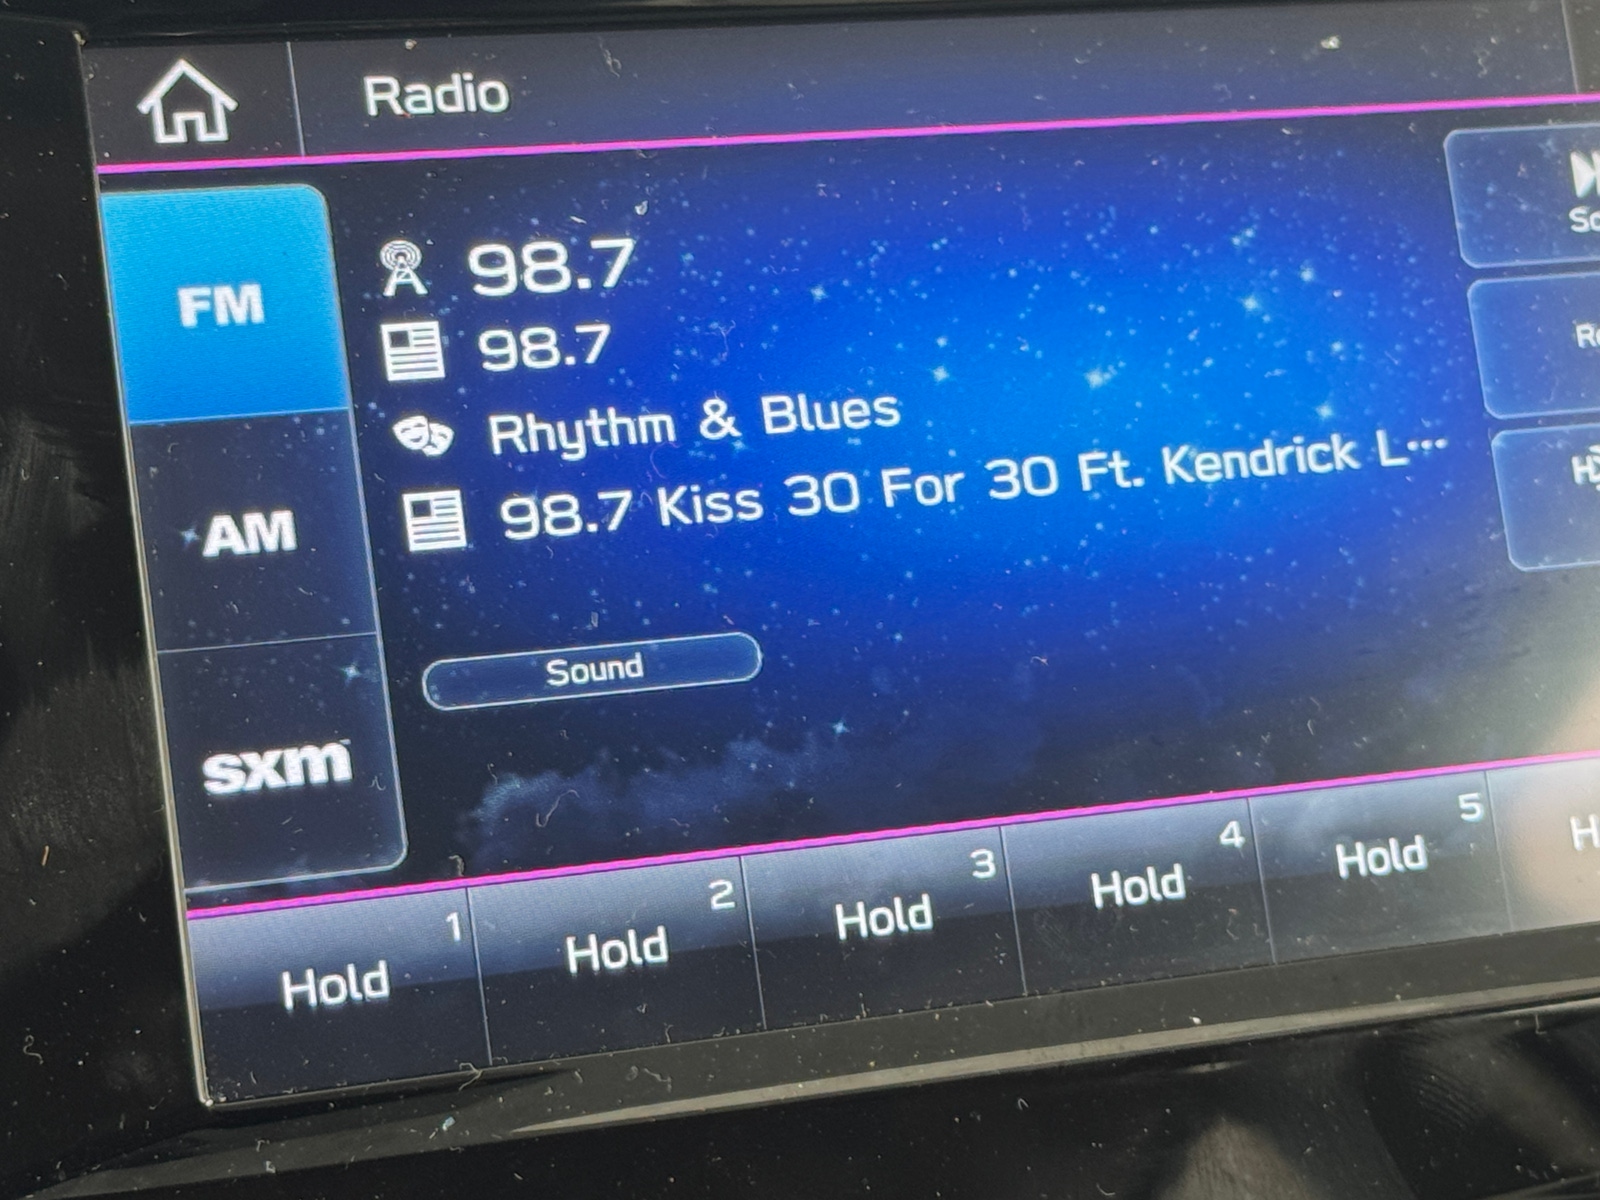 Radio
FM
98.7
98.7
Rhythm & Blues
98.7 Kiss 30 For 30 Ft. Kendrick L...
AM
Sound
sxm
1
Hold
2
Hold
3
Hold
4
Hold
5
Hold